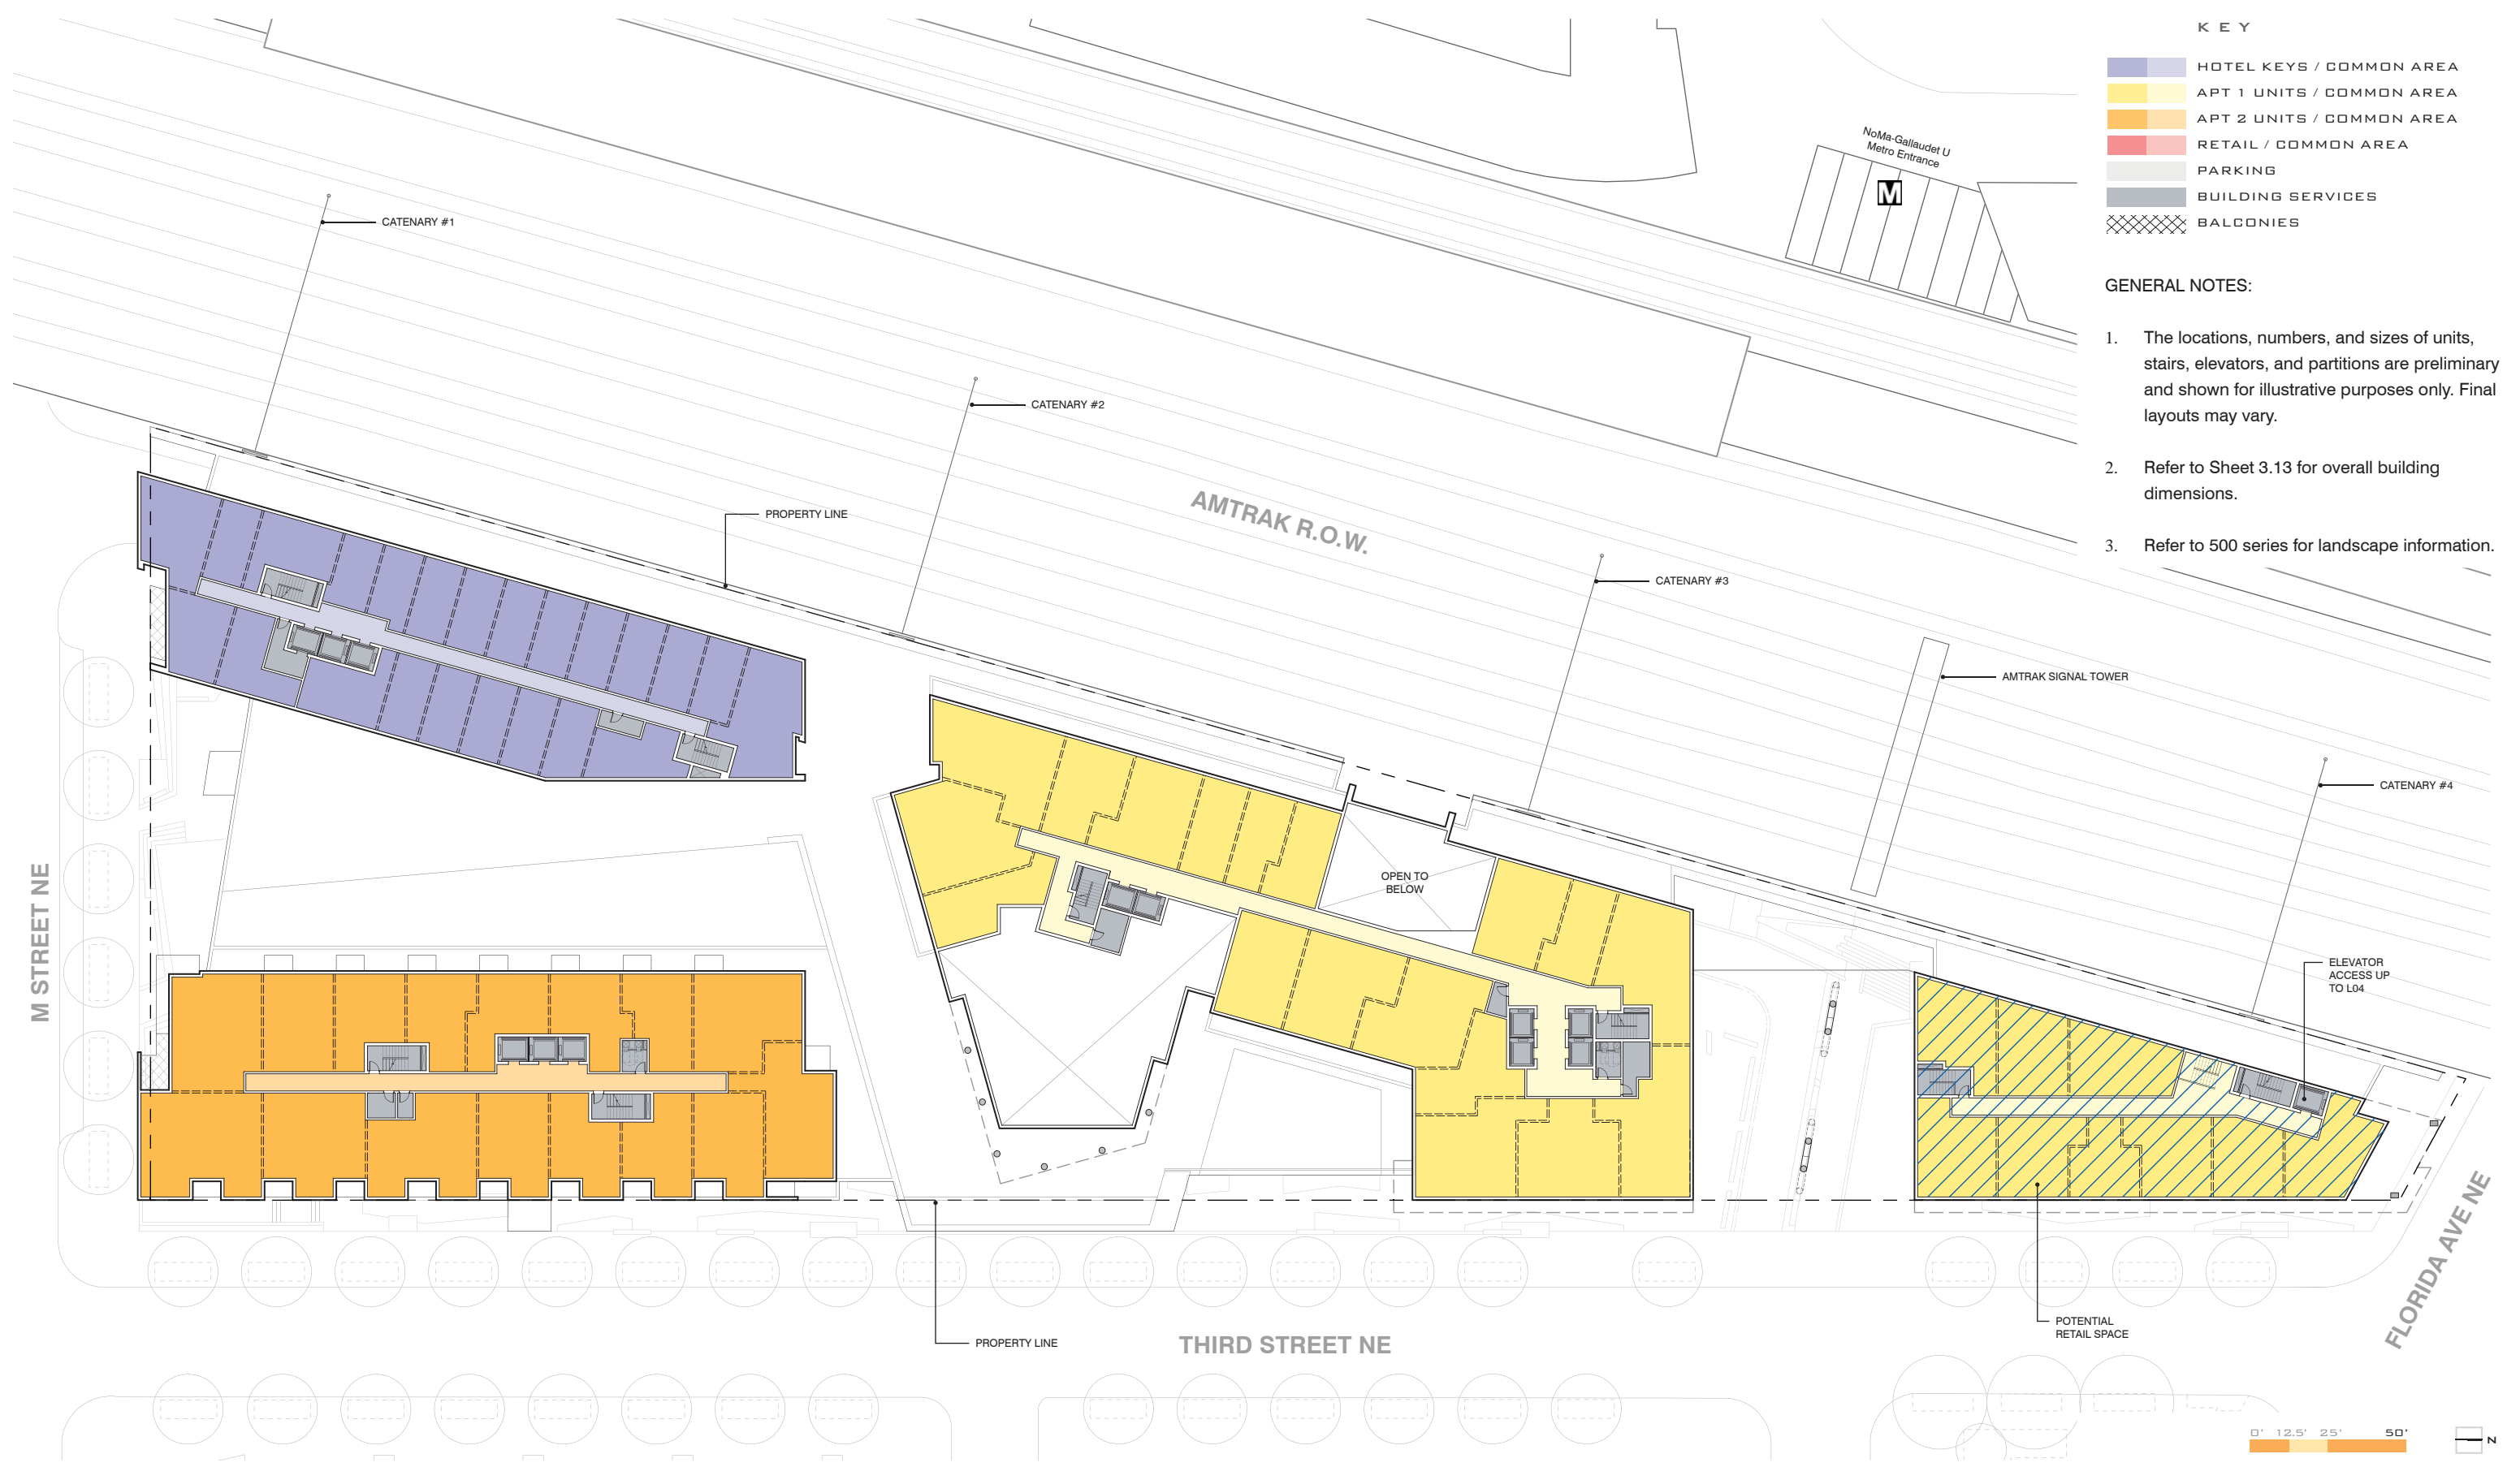 KEY
HOTEL KEYS / COMMON AREA
APT 1 UNITS / COMMON AREA
APT 2 UNITS / COMMON AREA
RETAIL / COMMON AREA
PARKING
BUILDING SERVICES
BALCONIES
GENERAL NOTES:
1. The locations, numbers, and sizes of units,
stairs, elevators, and partitions are preliminary
and shown for illustrative purposes only. Final
layouts may vary.
2. Refer to Sheet 3.13 for overall building
dimensions.
3. Refer to 500 series for landscape information.
NoMa-Gallaudet U
Metro Entrance
M
CATENARY #1
CATENARY #2
PROPERTY LINE
AMTRAK R.O.W.
CATENARY #3
AMTRAK SIGNAL TOWER
CATENARY #4
OPEN TO
BELOW
ELEVATOR
ACCESS UP
TO L04
M STREET NE
POTENTIAL
RETAIL SPACE
PROPERTY LINE
THIRD STREET NE
FLORIDA AVE NE
0' 12.5' 25' 50'
N